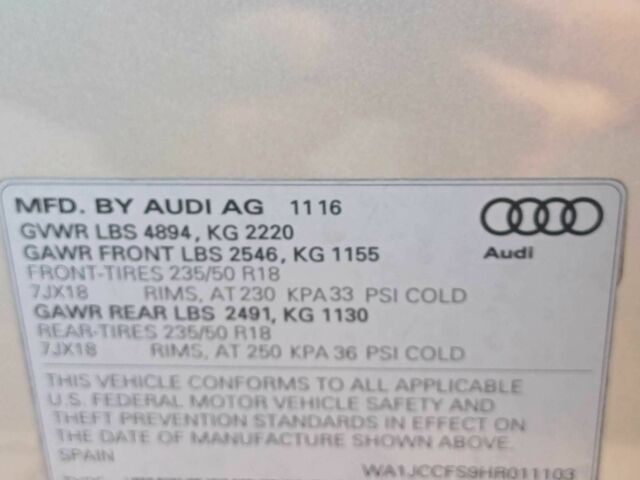 MFD. BY AUDI AG 11 16
GVWR LBS 4894, KG 2220
GAWR FRONT LBS 2546, KG 1155
FRONT-TIRES 235/50 R18
7JX18 RIMS, AT 230 KPA 33 PSI COLD
GAWR REAR LBS 2491, KG 1130
REAR-TIRES 235/50 R18
7JX18 RIMS, AT 250 KPA 36 PSI COLD
Audi
THIS VEHICLE CONFORMS TO ALL APPLICABLE
U.S. FEDERAL MOTOR VEHICLE SAFETY AND
THEFT PREVENTION STANDARDS IN EFFECT ON
THE DATE OF MANUFACTURE SHOWN ABOVE.
SPAIN
WA1JCCFS9HR011103